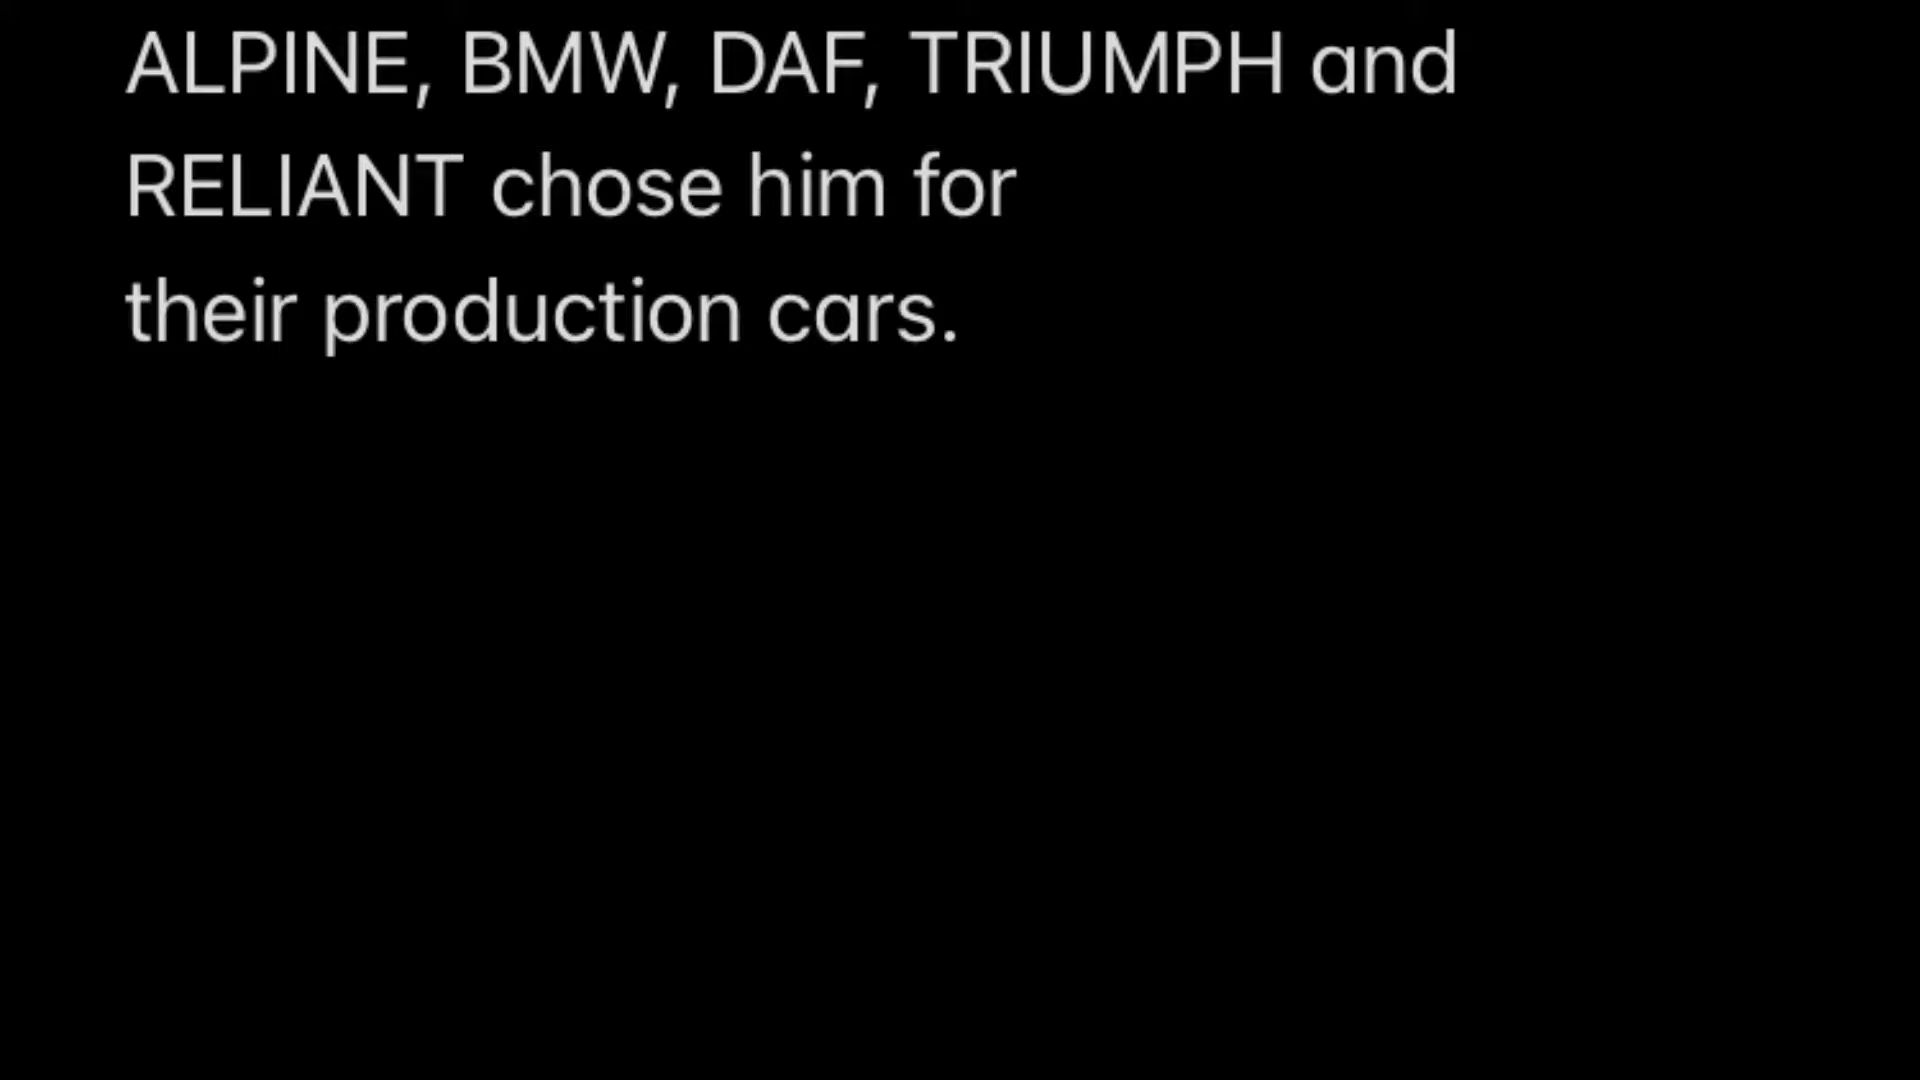 ALPINE, BMW, DAF, TRIUMPH and
RELIANT chose him for
their production cars.